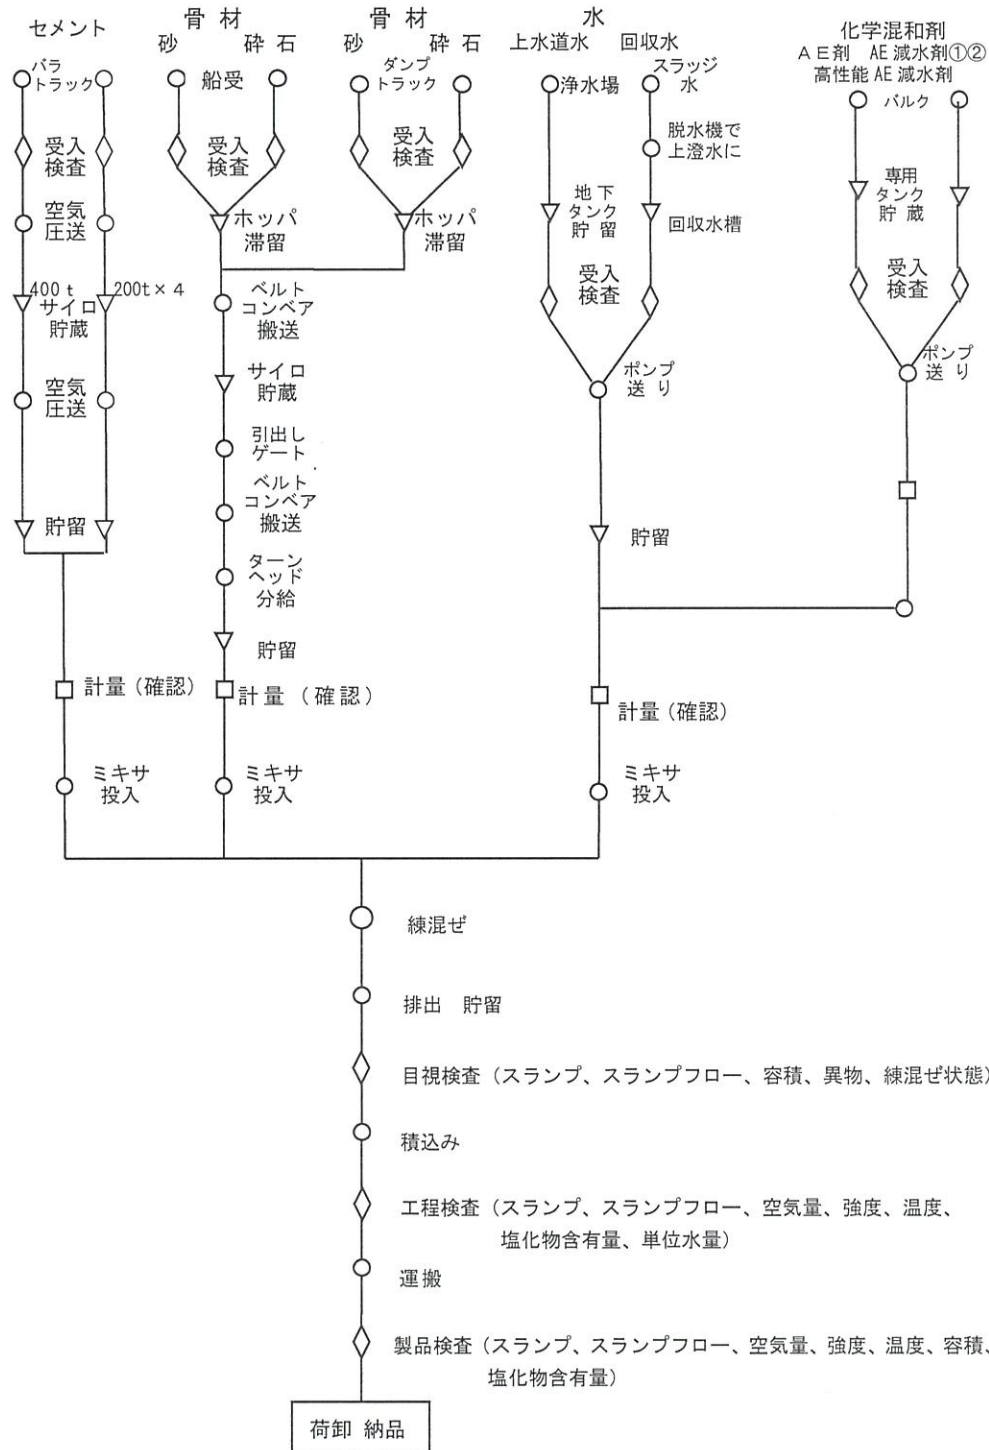 セメント
バラ
トラック
受入
検査
空気
圧送
400 t
200t×4
サイロ
貯蔵
空気
圧送
貯留
計量(確認)
ミキサ
投入
骨 材
砂 砕 石
船受
受入
検査
ホッパ
滞留
骨 材
砂 砕 石
ダンプ
トラック
受入
検査
ホッパ
滞留
ベルト
コンベア
搬送
サイロ
貯蔵
引出し
ゲート
ベルト
コンベア
搬送
ターン
ヘッド
分給
貯留
計量(確認)
ミキサ
投入
水
上水道水 回収水
浄水場
スラッジ
水
脱水機で
上澄水に
地下
タンク
貯留
回収水槽
受入
検査
ポンプ
送り
貯留
計量(確認)
ミキサ
投入
化学混和剤
AE剤 AE減水剤①②
高性能AE減水剤
バルク
専用
タンク
貯蔵
受入
検査
ポンプ
送り
練混ぜ
排出 貯留
目視検査(スランプ、スランプフロー、容積、異物、練混ぜ状態)
積込み
工程検査(スランプ、スランプフロー、空気量、強度、温度、
塩化物含有量、単位水量)
運搬
製品検査(スランプ、スランプフロー、空気量、強度、温度、容積、
塩化物含有量)
荷卸 納品